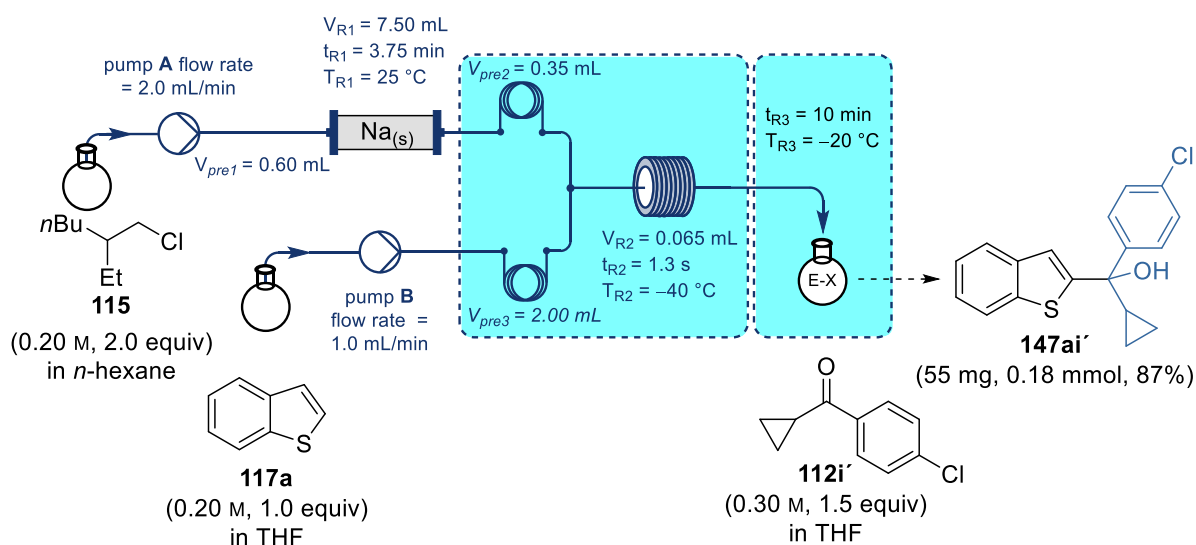 V_R1 = 7.50 mL
t_R1 = 3.75 min
T_R1 = 25 °C
pump A flow rate
= 2.0 mL/min
V_pre1 = 0.60 mL
Na(s)
V_pre2 = 0.35 mL
t_R3 = 10 min
T_R3 = –20 °C
nBu
Cl
Et
115
(0.20 M, 2.0 equiv)
in n-hexane
pump B
flow rate =
1.0 mL/min
V_pre3 = 2.00 mL
V_R2 = 0.065 mL
t_R2 = 1.3 s
T_R2 = –40 °C
E-X
Cl
OH
S
147ai´
(55 mg, 0.18 mmol, 87%)
S
117a
(0.20 M, 1.0 equiv)
in THF
O
Cl
112i´
(0.30 M, 1.5 equiv)
in THF